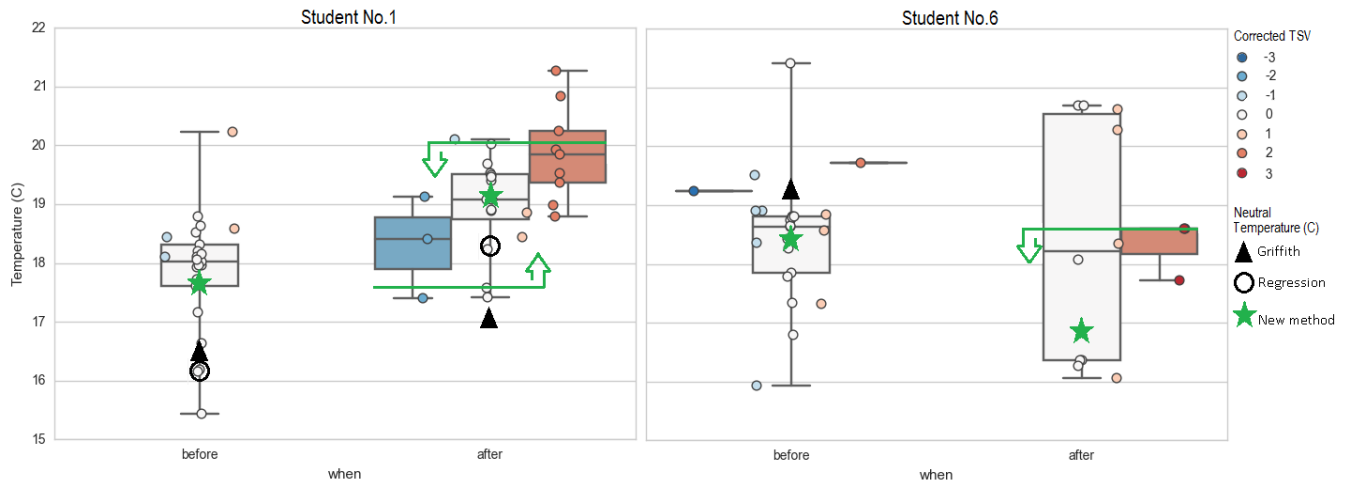 Student No.1
Student No.6
22
21
20
19
18
17
16
15
Temperature (C)
before
after
when
before
after
when
Corrected TSV
-3
-2
-1
0
1
2
3
Neutral
Temperature (C)
Griffith
Regression
New method